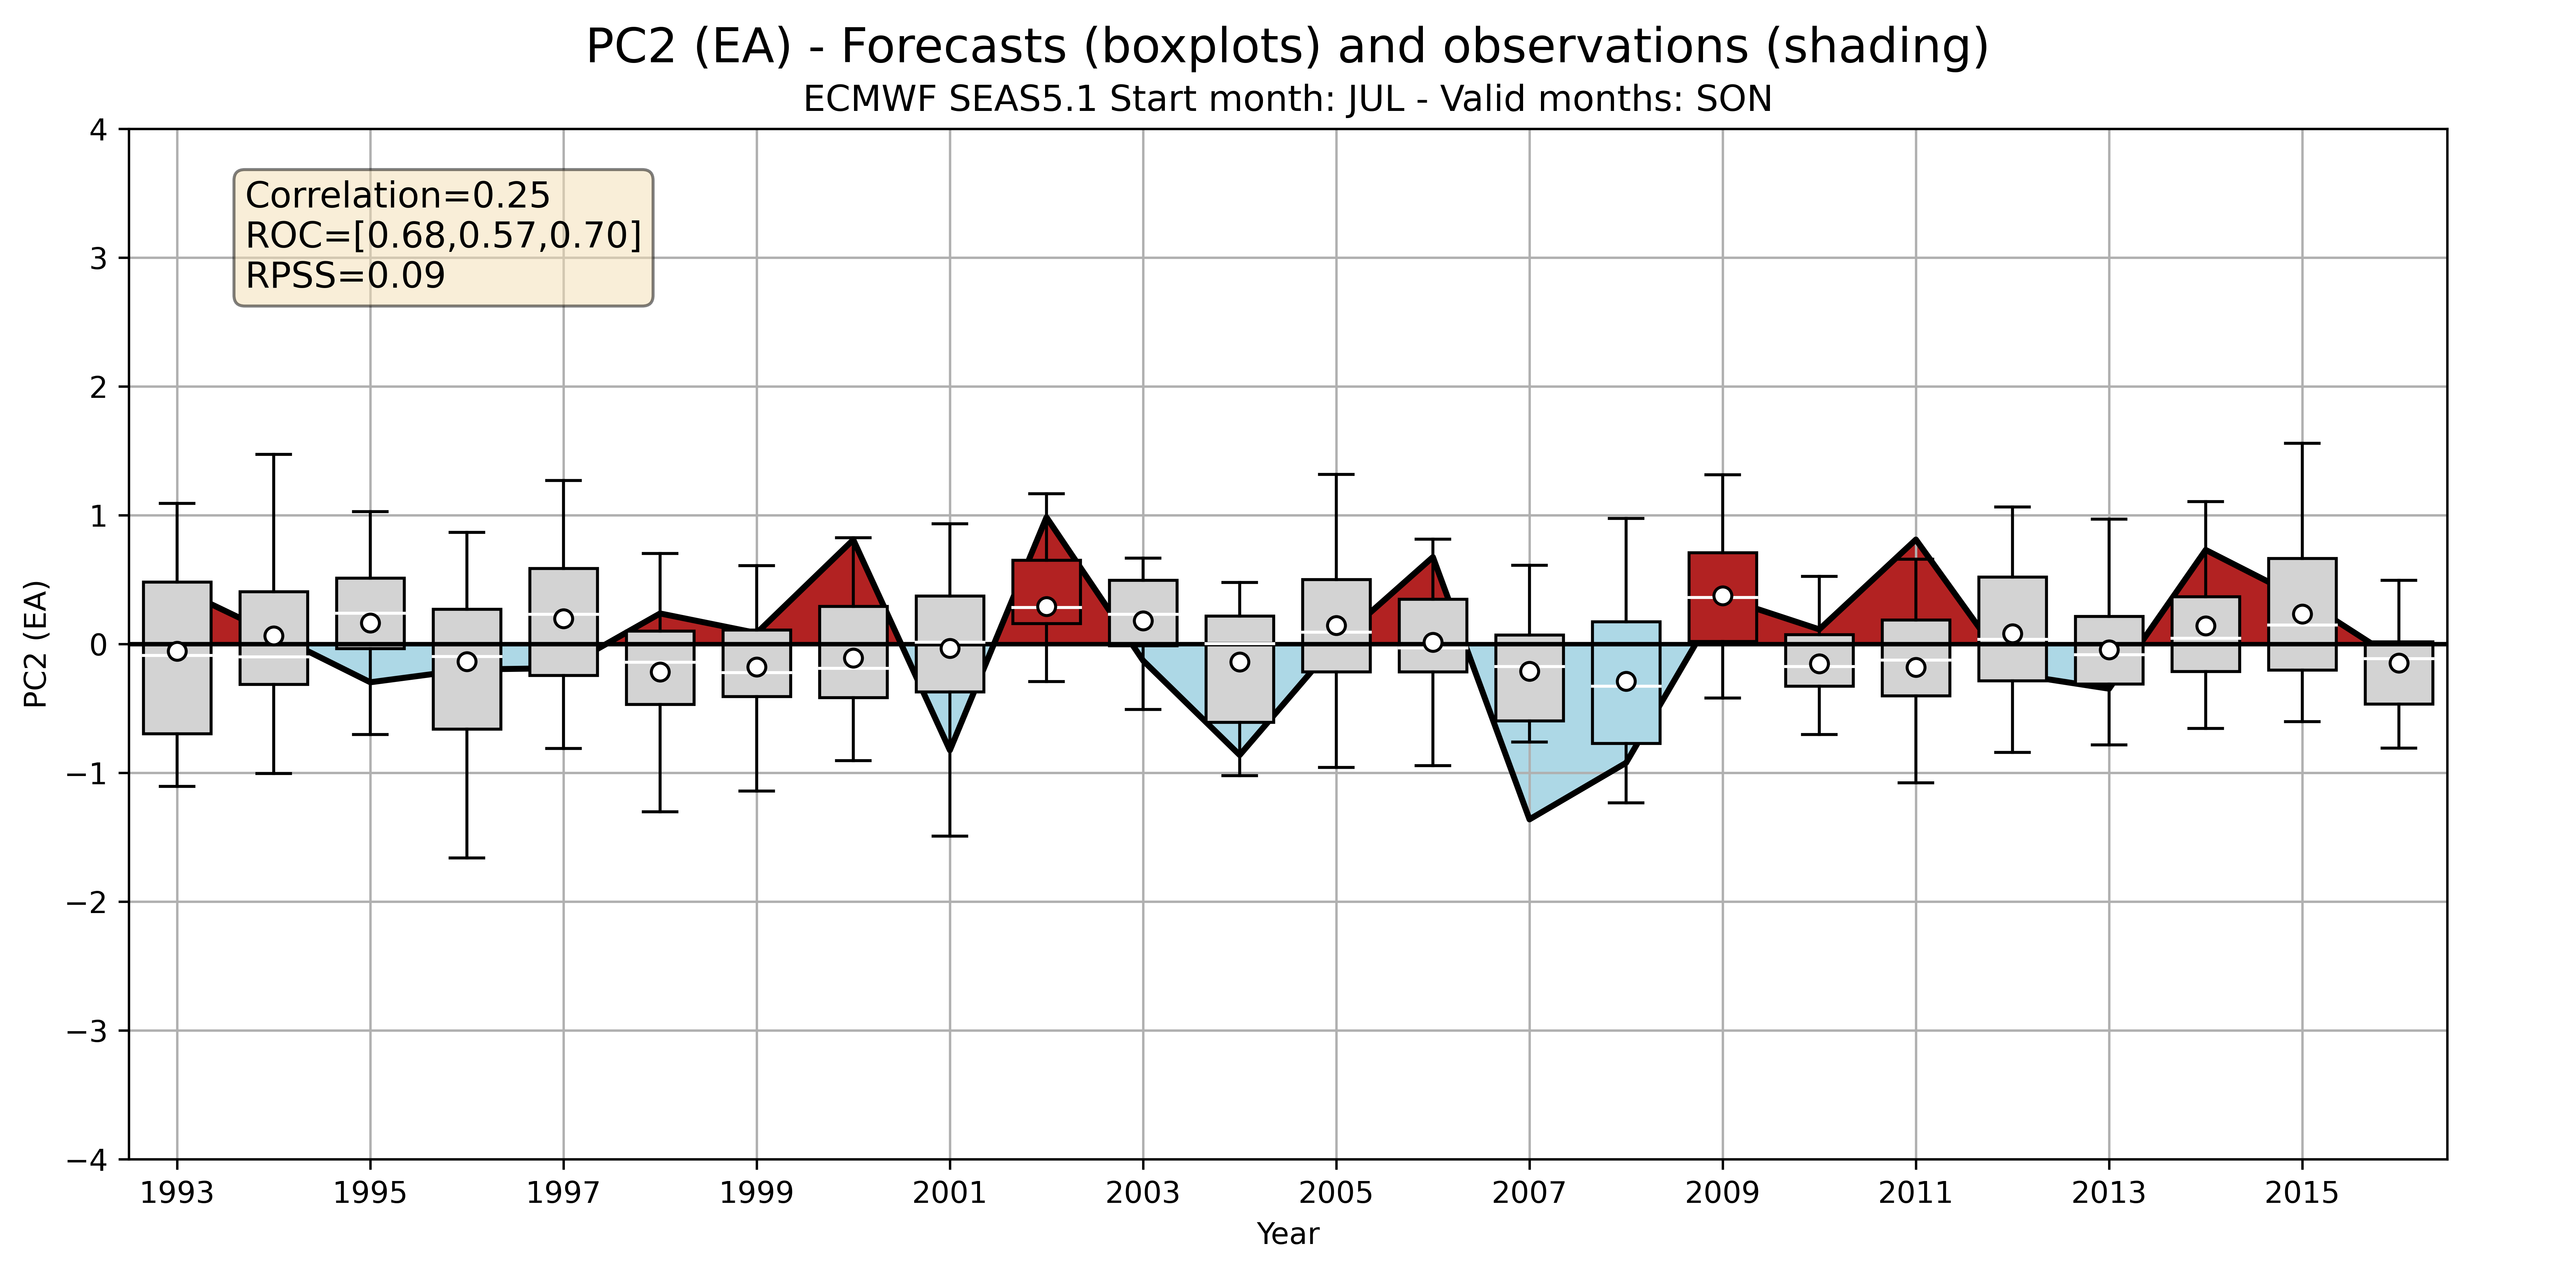 PC2 (EA) - Forecasts (boxplots) and observations (shading)
ECMWF SEAS5.1 Start month: JUL - Valid months: SON
Correlation=0.25
ROC=[0.68,0.57,0.70]
RPSS=0.09
PC2 (EA)
4
3
2
1
0
−1
−2
−3
−4
1993 1995 1997 1999 2001 2003 2005 2007 2009 2011 2013 2015
Year